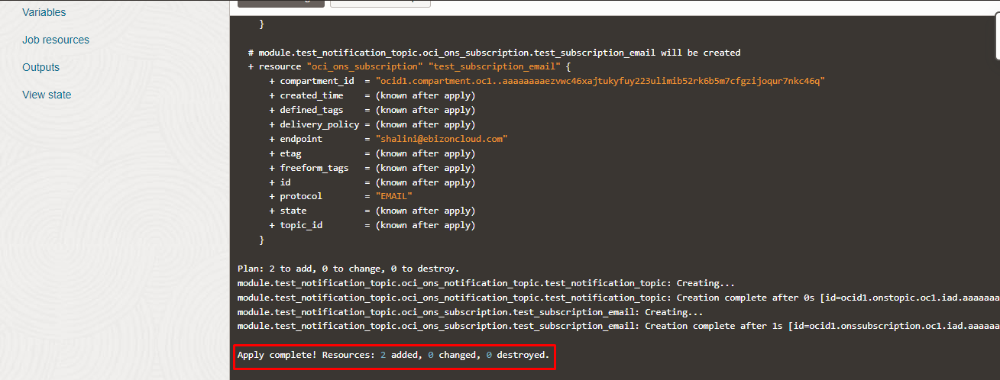 Variables
Job resources
Outputs
View state
}
# module.test_notification_topic.oci_ons_subscription.test_subscription_email will be created
+ resource "oci_ons_subscription" "test_subscription_email" {
+ compartment_id = "ocid1.compartment.oc1..aaaaaaaaezvwc46xajtukyfuy223ulimib52rk6b5m7cfgzijoqur7nkc46q"
+ created_time = (known after apply)
+ defined_tags = (known after apply)
+ delivery_policy = (known after apply)
+ endpoint = "shalini@ebizoncloud.com"
+ etag = (known after apply)
+ freeform_tags = (known after apply)
+ id = (known after apply)
+ protocol = "EMAIL"
+ state = (known after apply)
+ topic_id = (known after apply)
}
Plan: 2 to add, 0 to change, 0 to destroy.
module.test_notification_topic.oci_ons_notification_topic.test_notification_topic: Creating...
module.test_notification_topic.oci_ons_notification_topic.test_notification_topic: Creation complete after 0s [id=ocid1.onstopic.oc1.iad.aaaaaaa
module.test_notification_topic.oci_ons_subscription.test_subscription_email: Creating...
module.test_notification_topic.oci_ons_subscription.test_subscription_email: Creation complete after 1s [id=ocid1.onssubscription.oc1.iad.aaaaaa
Apply complete! Resources: 2 added, 0 changed, 0 destroyed.